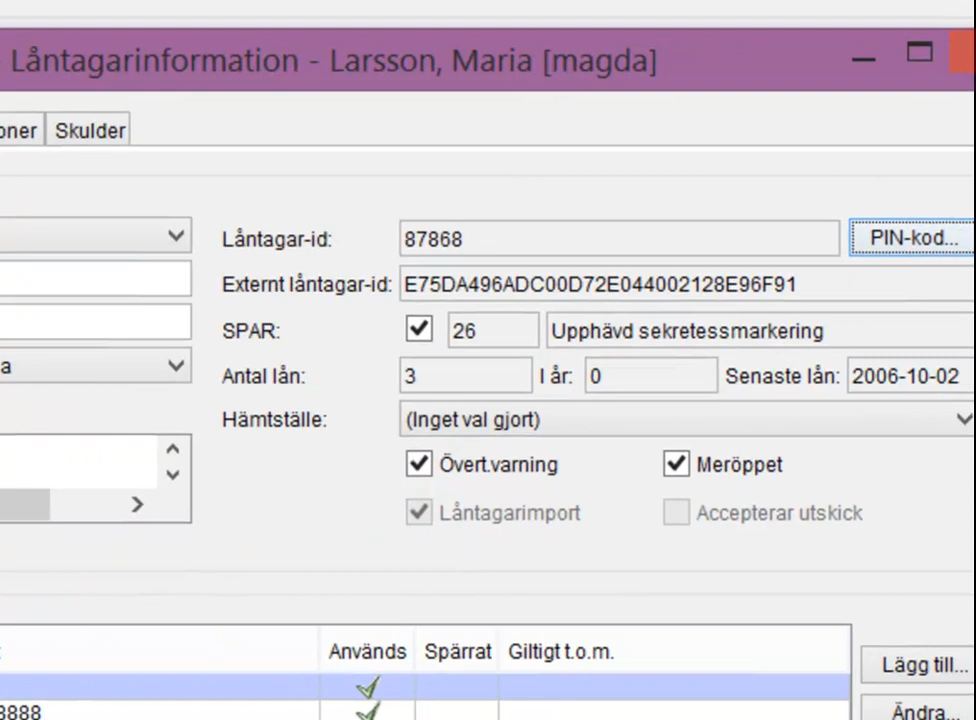 Låntagarinformation - Larsson, Maria [magda]
oner Skulder
Låntagar-id: 87868 PIN-kod...
Externt låntagar-id: E75DA496ADC00D72E044002128E96F91
SPAR: 26 Upphävd sekretessmarkering
a Antal lån: 3 I år: 0 Senaste lån: 2006-10-02
Hämtställe: (Inget val gjort)
Övert.varning Meröppet
Låntagarimport Accepterar utskick
Används Spärrat Giltigt t.o.m.
Lägg till...
8888 Ändra...